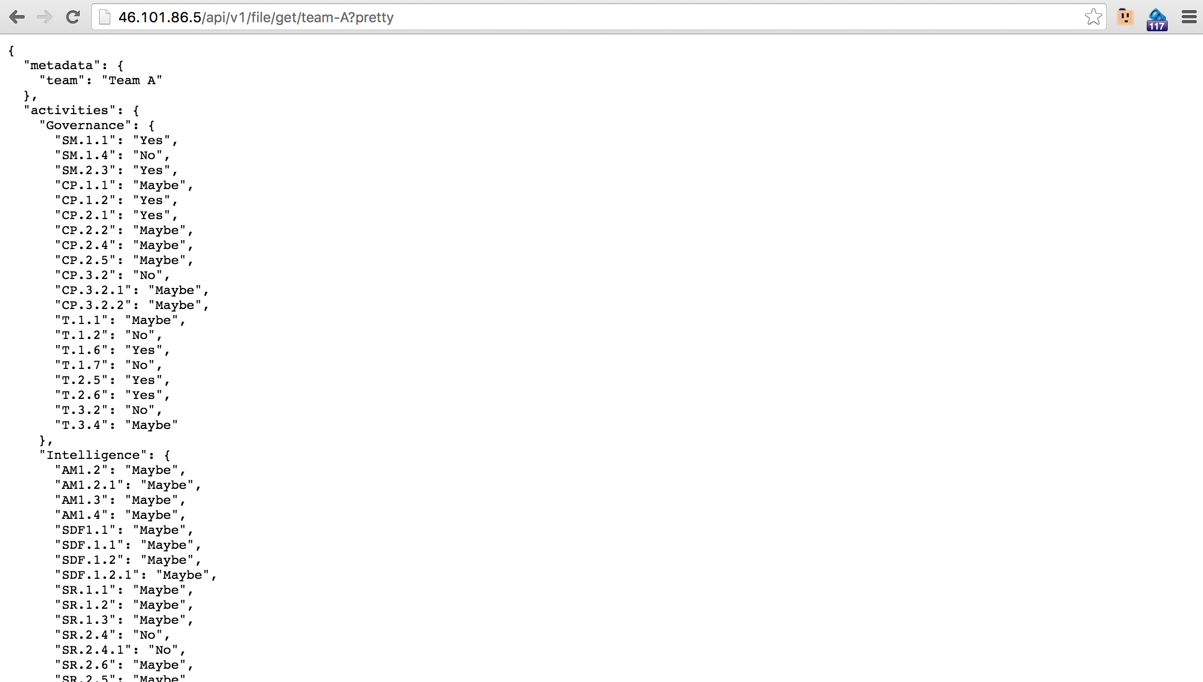 46.101.86.5/api/v1/file/get/team-A?pretty
117
{
"metadata": {
"team": "Team A"
},
"activities": {
"Governance": {
"SM.1.1": "Yes",
"SM.1.4": "No",
"SM.2.3": "Yes",
"CP.1.1": "Maybe",
"CP.1.2": "Yes",
"CP.2.1": "Yes",
"CP.2.2": "Maybe",
"CP.2.4": "Maybe",
"CP.2.5": "Maybe",
"CP.3.2": "No",
"CP.3.2.1": "Maybe",
"CP.3.2.2": "Maybe",
"T.1.1": "Maybe",
"T.1.2": "No",
"T.1.6": "Yes",
"T.1.7": "No",
"T.2.5": "Yes",
"T.2.6": "Yes",
"T.3.2": "No",
"T.3.4": "Maybe"
},
"Intelligence": {
"AM1.2": "Maybe",
"AM1.2.1": "Maybe",
"AM1.3": "Maybe",
"AM1.4": "Maybe",
"SDF1.1": "Maybe",
"SDF.1.1": "Maybe",
"SDF.1.2": "Maybe",
"SDF.1.2.1": "Maybe",
"SR.1.1": "Maybe",
"SR.1.2": "Maybe",
"SR.1.3": "Maybe",
"SR.2.4": "No",
"SR.2.4.1": "No",
"SR.2.6": "Maybe",
"SR.2.5": "Maybe"